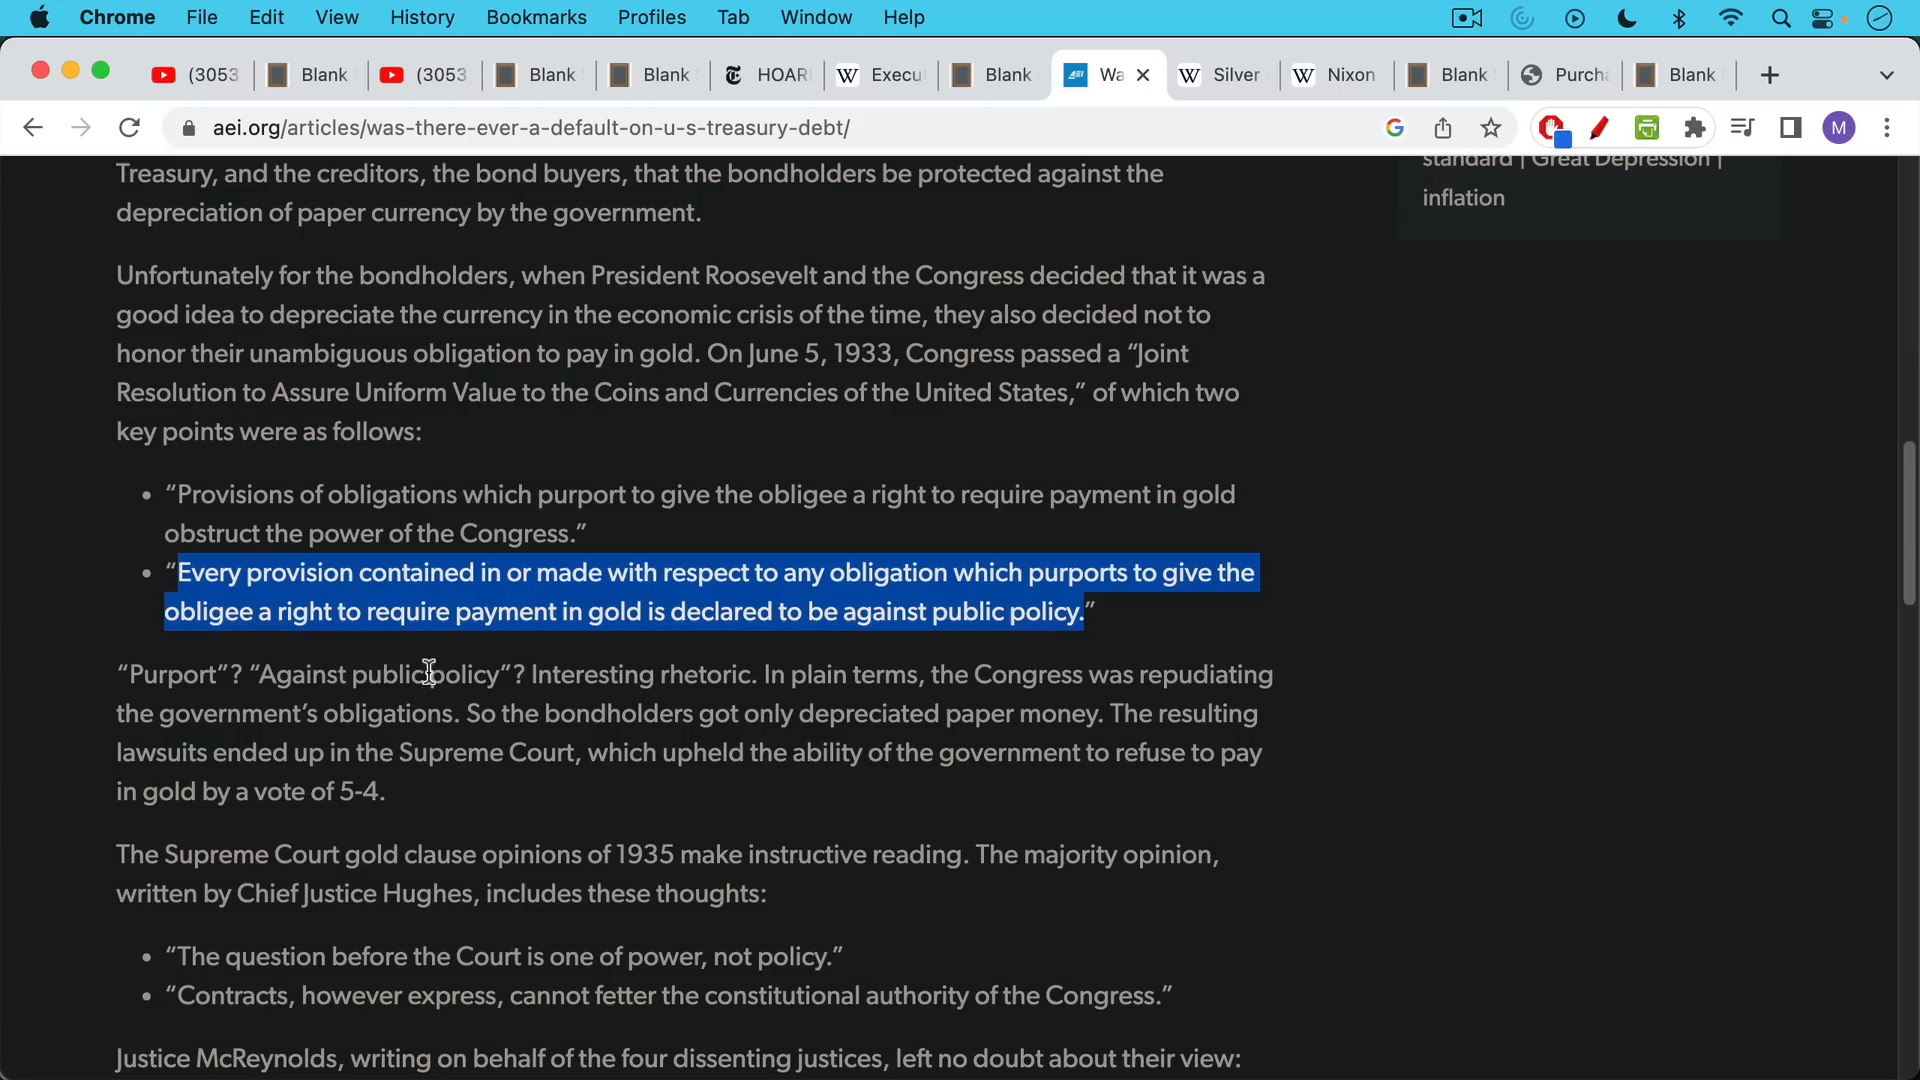 Chrome File Edit View History Bookmarks Profiles Tab Window Help
(3053 Blank (3053 Blank Blank HOAR Execu Blank Wa Silver Nixon Blank Purcha Blank
aei.org/articles/was-there-ever-a-default-on-u-s-treasury-debt/
M
Treasury, and the creditors, the bond buyers, that the bondholders be protected against the
depreciation of paper currency by the government.
standard | Great Depression |
inflation
Unfortunately for the bondholders, when President Roosevelt and the Congress decided that it was a
good idea to depreciate the currency in the economic crisis of the time, they also decided not to
honor their unambiguous obligation to pay in gold. On June 5, 1933, Congress passed a “Joint
Resolution to Assure Uniform Value to the Coins and Currencies of the United States,” of which two
key points were as follows:
• “Provisions of obligations which purport to give the obligee a right to require payment in gold
obstruct the power of the Congress.”
• “Every provision contained in or made with respect to any obligation which purports to give the
obligee a right to require payment in gold is declared to be against public policy.”
“Purport”? “Against public policy”? Interesting rhetoric. In plain terms, the Congress was repudiating
the government’s obligations. So the bondholders got only depreciated paper money. The resulting
lawsuits ended up in the Supreme Court, which upheld the ability of the government to refuse to pay
in gold by a vote of 5-4.
The Supreme Court gold clause opinions of 1935 make instructive reading. The majority opinion,
written by Chief Justice Hughes, includes these thoughts:
• “The question before the Court is one of power, not policy.”
• “Contracts, however express, cannot fetter the constitutional authority of the Congress.”
Justice McReynolds, writing on behalf of the four dissenting justices, left no doubt about their view: